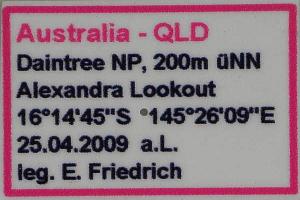 Australia - QLD
Daintree NP, 200m üNN
Alexandra Lookout
16°14'45"S 145°26'09"E
25.04.2009 a.L.
leg. E. Friedrich